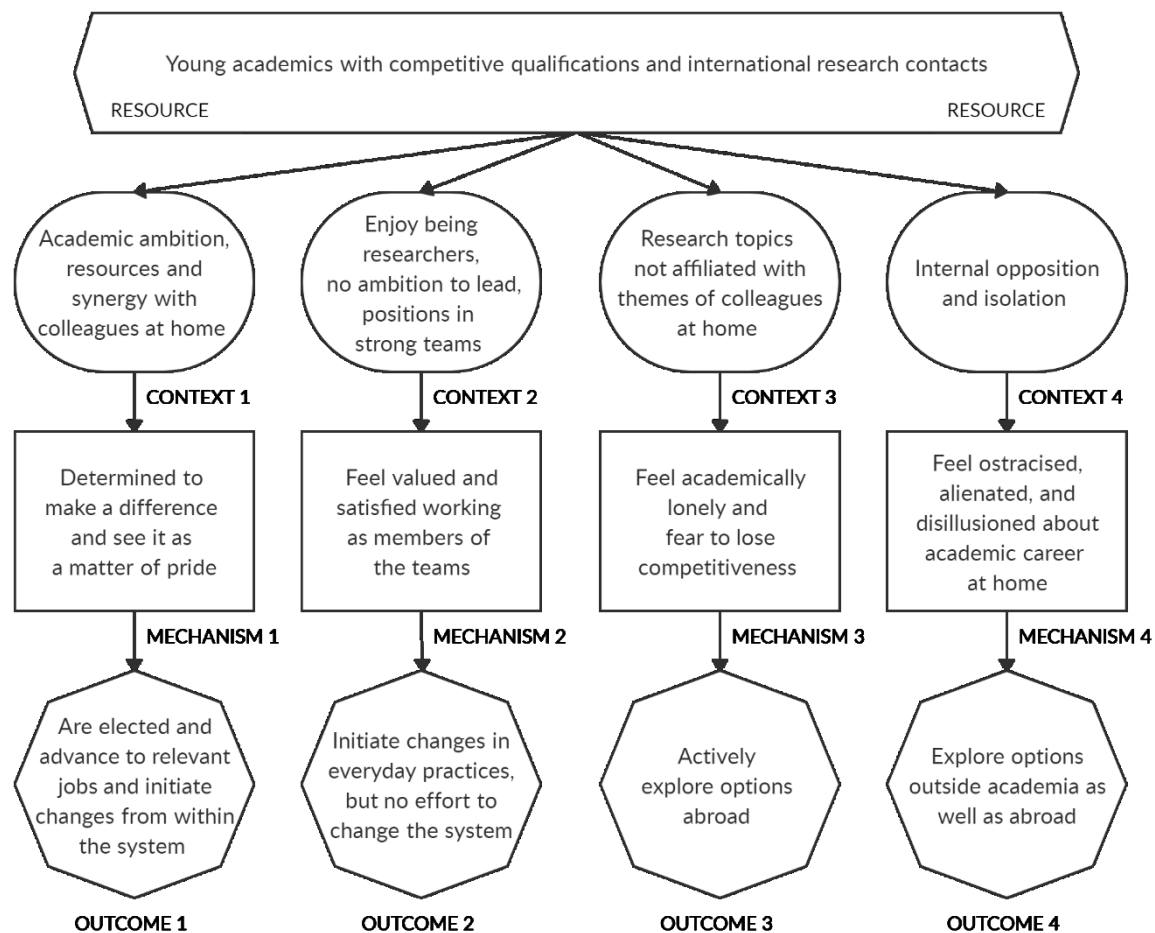 Young academics with competitive qualifications and international research contacts
RESOURCE
RESOURCE
Academic ambition,
resources and
synergy with
colleagues at home
Enjoy being
researchers,
no ambition to lead,
positions in
strong teams
Research topics
not affiliated with
themes of colleagues
at home
Internal opposition
and isolation
CONTEXT 1
CONTEXT 2
CONTEXT 3
CONTEXT 4
Determined to
make a difference
and see it as
a matter of pride
Feel valued and
satisfied working
as members of
the teams
Feel academically
lonely and
fear to lose
competitiveness
Feel ostracised,
alienated, and
disillusioned about
academic career
at home
MECHANISM 1
MECHANISM 2
MECHANISM 3
MECHANISM 4
Are elected and
advance to relevant
jobs and initiate
changes from within
the system
Initiate changes in
everyday practices,
but no effort to
change the system
Actively
explore options
abroad
Explore options
outside academia as
well as abroad
OUTCOME 1
OUTCOME 2
OUTCOME 3
OUTCOME 4